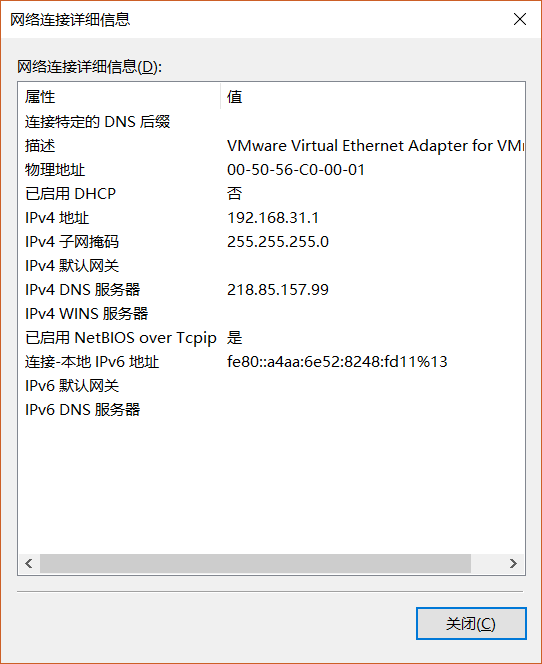 网络连接详细信息
网络连接详细信息(D):
属性 值
连接特定的 DNS 后缀
描述 VMware Virtual Ethernet Adapter for
物理地址 00-50-56-C0-00-01
已启用 DHCP 否
IPv4 地址 192.168.31.1
IPv4 子网掩码 255.255.255.0
IPv4 默认网关
IPv4 DNS 服务器 218.85.157.99
IPv4 WINS 服务器
已启用 NetBIOS over Tcpip 是
连接-本地 IPv6 地址 fe80::a4aa:6e52:8248:fd11%13
IPv6 默认网关
IPv6 DNS 服务器
关闭(C)